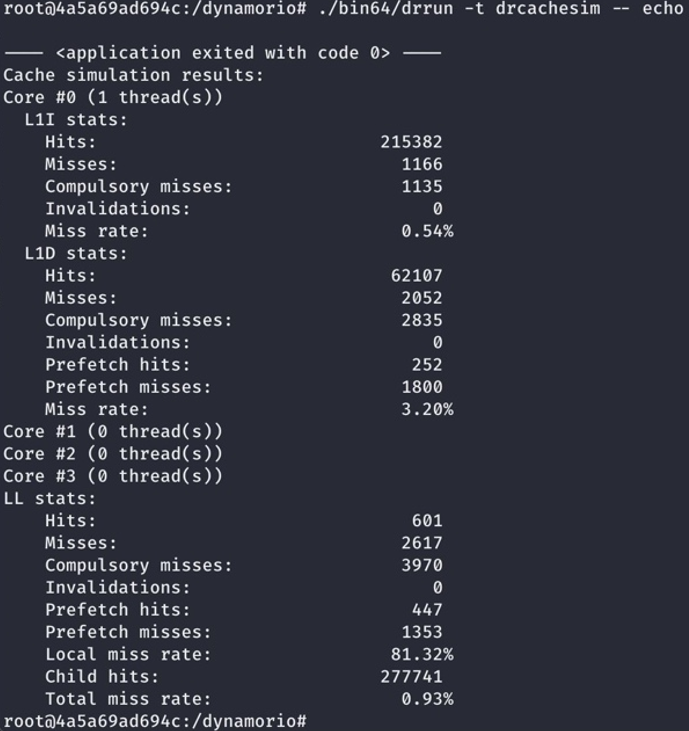 root@4a5a69ad694c:/dynamorio# ./bin64/drrun -t drcachesim -- echo
---- <application exited with code 0> ----
Cache simulation results:
Core #0 (1 thread(s))
  L1I stats:
    Hits:                          215382
    Misses:                          1166
    Compulsory misses:               1135
    Invalidations:                      0
    Miss rate:                       0.54%
  L1D stats:
    Hits:                           62107
    Misses:                          2052
    Compulsory misses:               2835
    Invalidations:                      0
    Prefetch hits:                    252
    Prefetch misses:                 1800
    Miss rate:                       3.20%
Core #1 (0 thread(s))
Core #2 (0 thread(s))
Core #3 (0 thread(s))
LL stats:
    Hits:                             601
    Misses:                          2617
    Compulsory misses:               3970
    Invalidations:                      0
    Prefetch hits:                    447
    Prefetch misses:                 1353
    Local miss rate:                81.32%
    Child hits:                    277741
    Total miss rate:                 0.93%
root@4a5a69ad694c:/dynamorio#